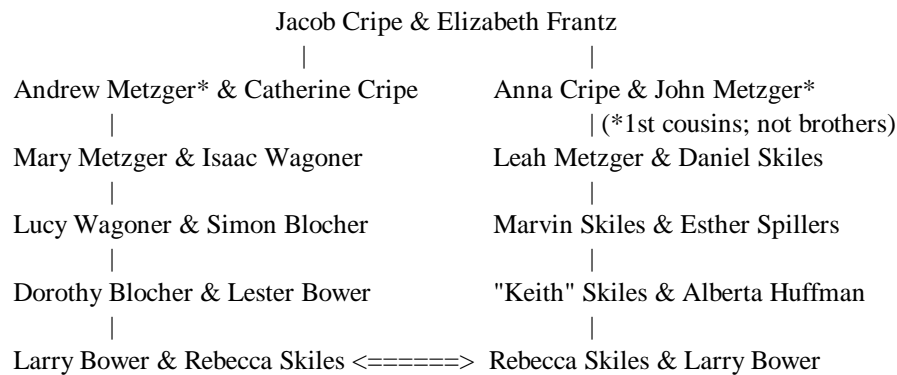 Jacob Cripe & Elizabeth Frantz
| |
Andrew Metzger* & Catherine Cripe Anna Cripe & John Metzger*
| | (*1st cousins; not brothers)
Mary Metzger & Isaac Wagoner Leah Metzger & Daniel Skiles
| |
Lucy Wagoner & Simon Blocher Marvin Skiles & Esther Spillers
| |
Dorothy Blocher & Lester Bower "Keith" Skiles & Alberta Huffman
| |
Larry Bower & Rebecca Skiles <======> Rebecca Skiles & Larry Bower